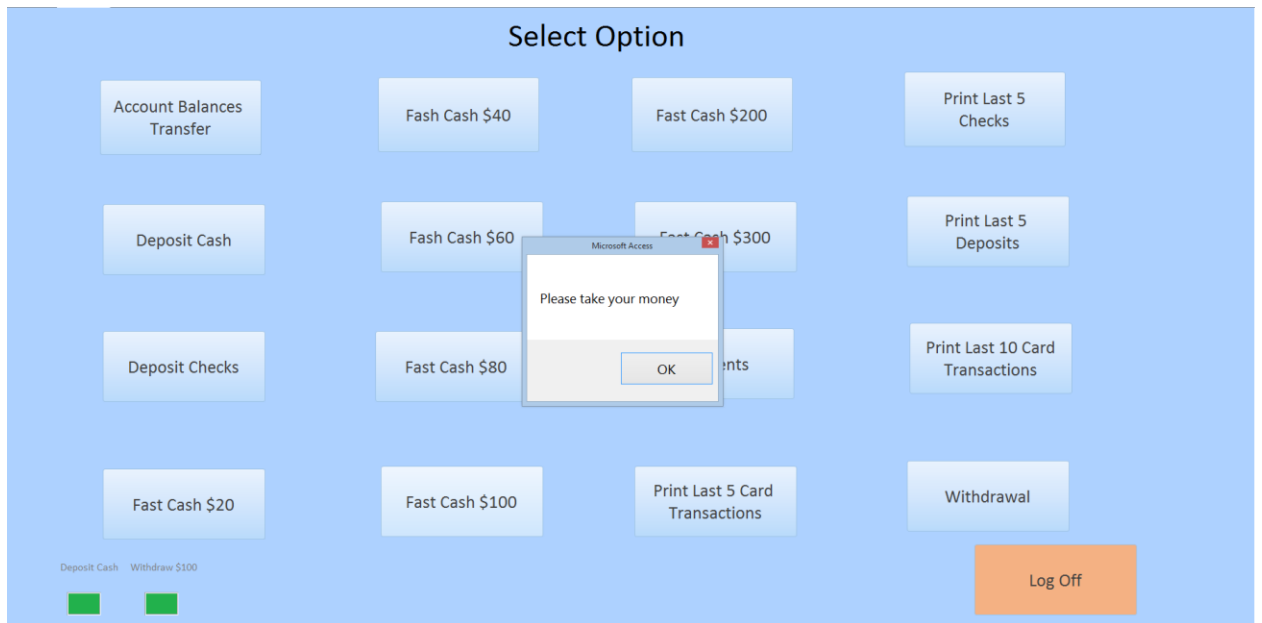 Select Option
Account Balances
Transfer
Fash Cash $40
Fast Cash $200
Print Last 5
Checks
Deposit Cash
Fash Cash $60
$300
Print Last 5
Deposits
Microsoft Access
Please take your money
OK
Deposit Checks
Fast Cash $80
Print Last 10 Card
Transactions
Fast Cash $20
Fast Cash $100
Print Last 5 Card
Transactions
Withdrawal
Deposit Cash
Withdraw $100
Log Off